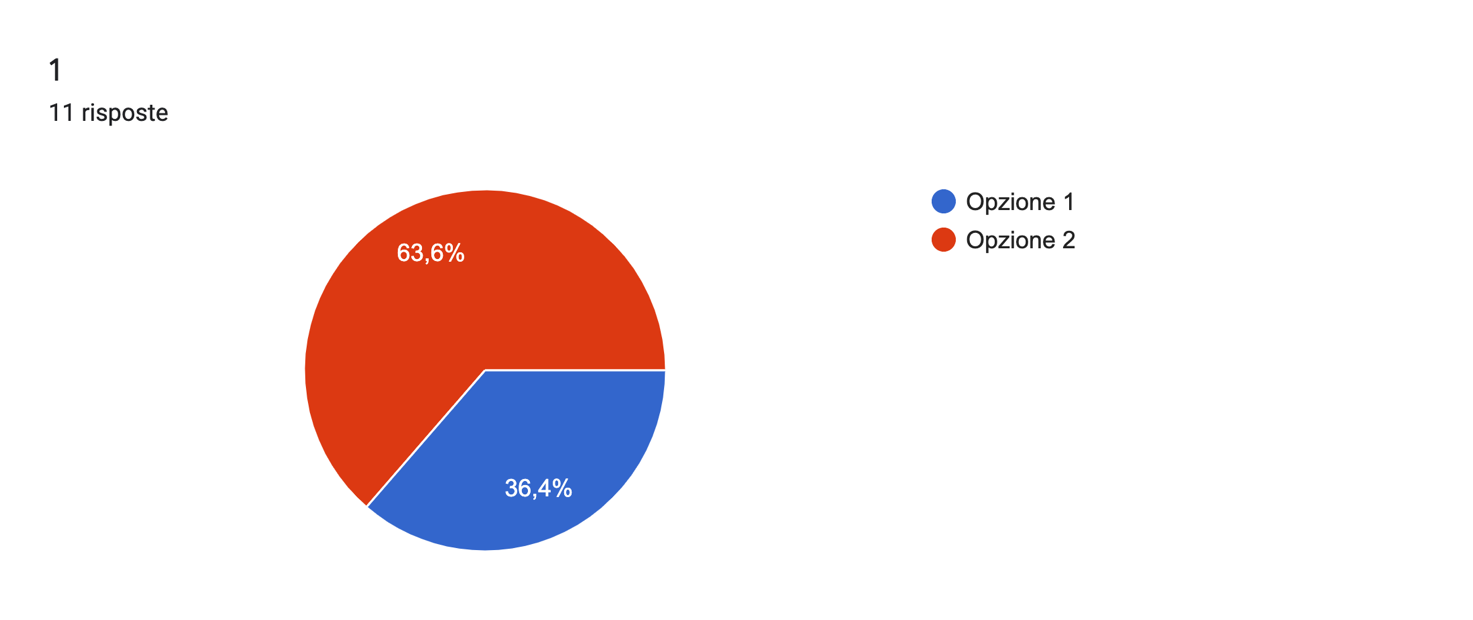 1
11 risposte
Opzione 1
Opzione 2
63,6%
36,4%